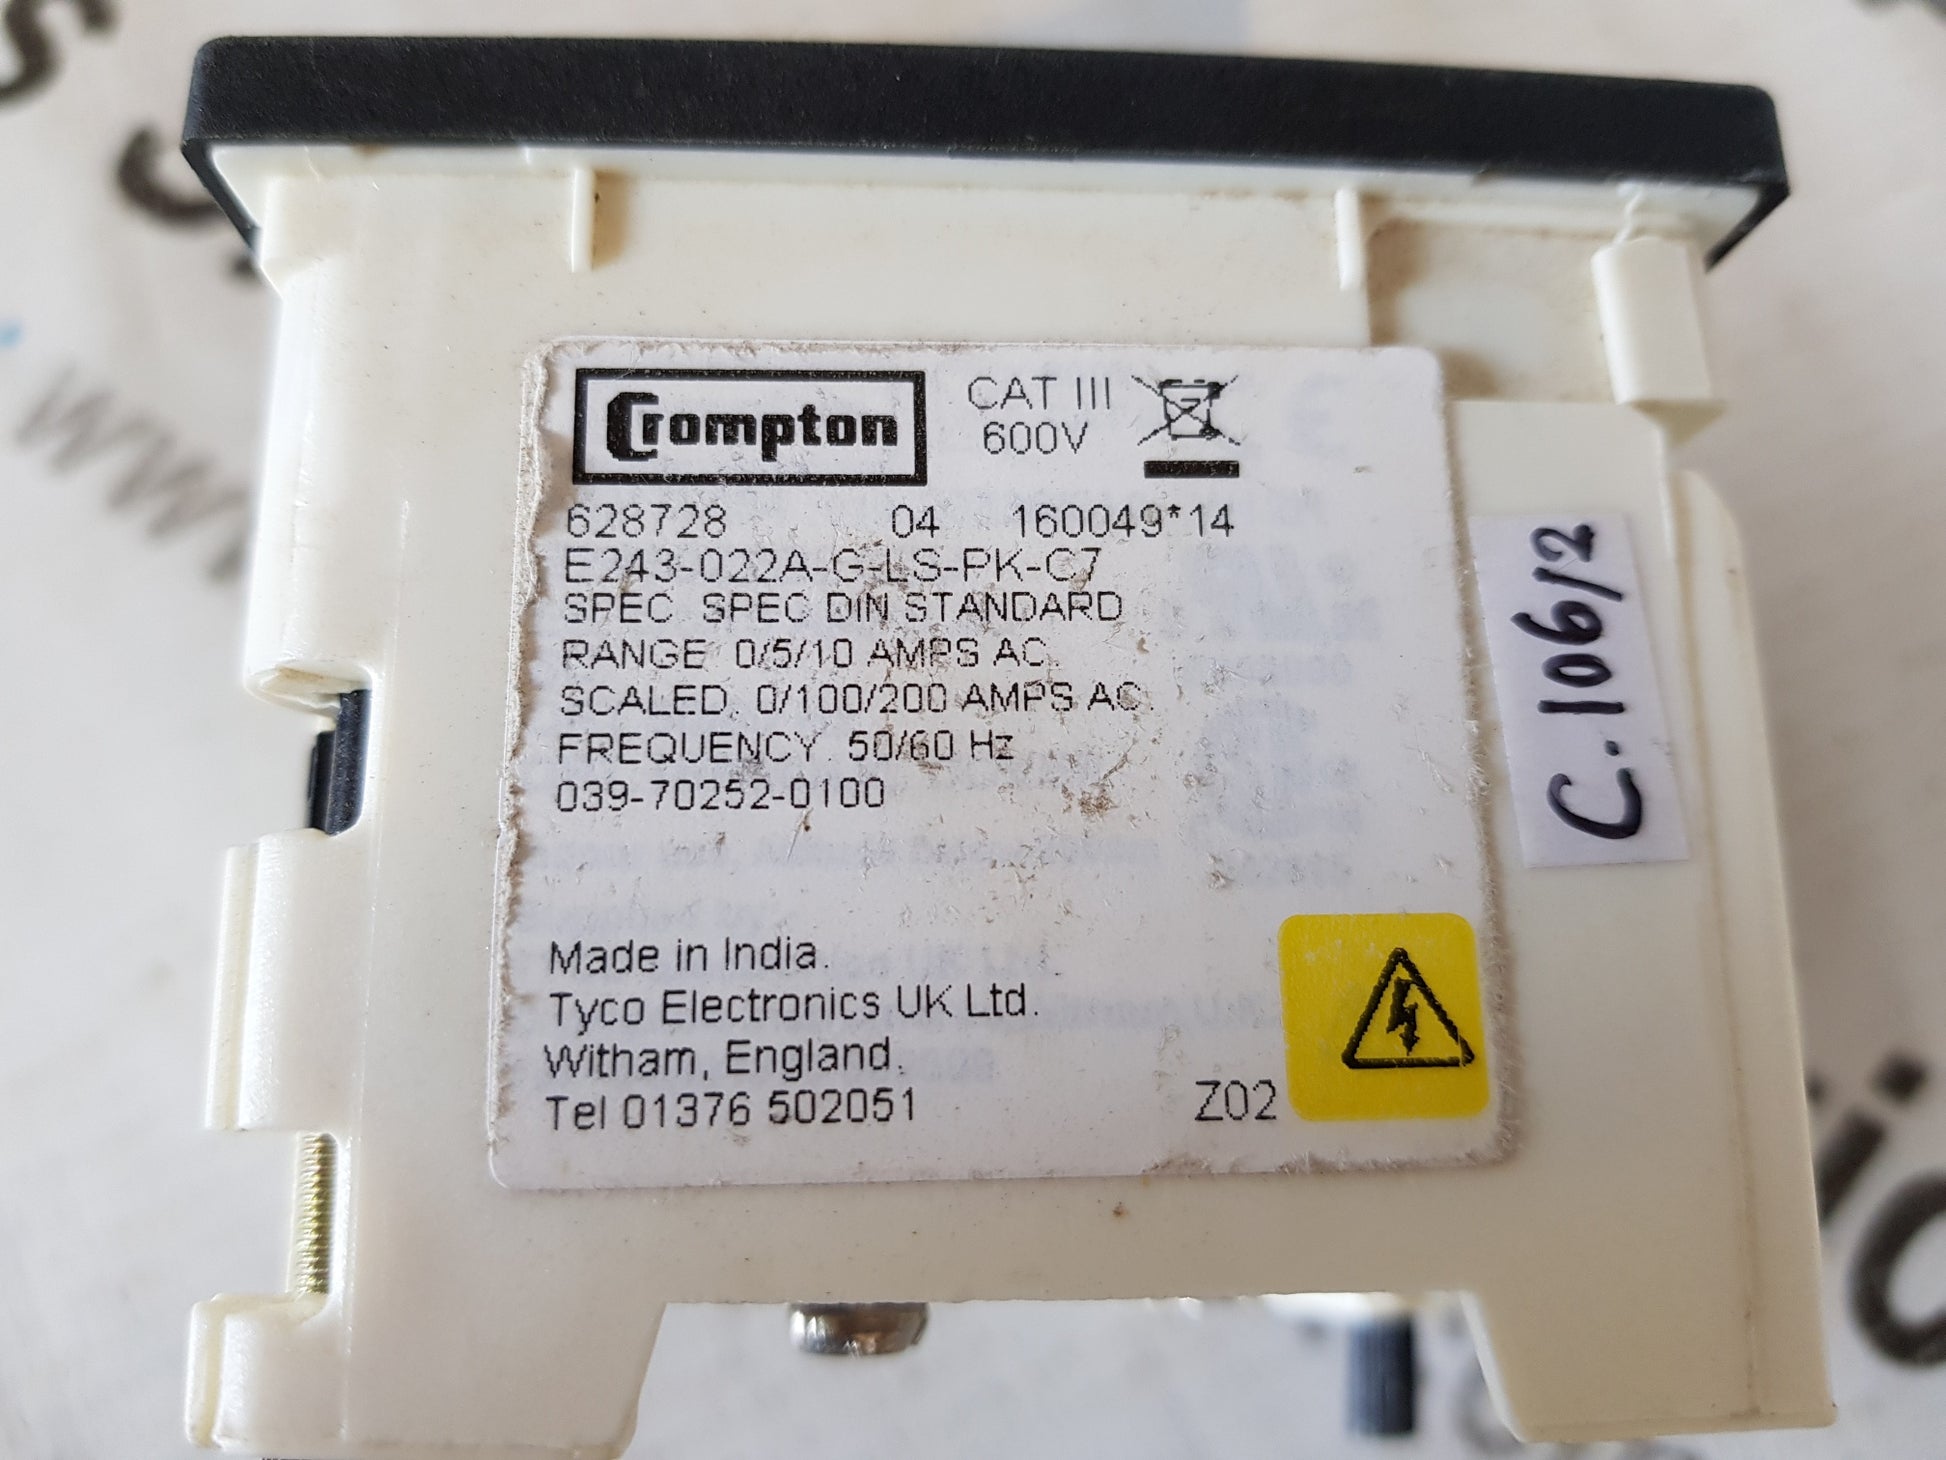 Crompton
CAT III
600V
628728 04 160049*14
E243-022A-G-LS-PK-C7
SPEC. SPEC DIN STANDARD
RANGE. 0/5/10 AMPS AC.
SCALED. 0/100/200 AMPS AC.
FREQUENCY. 50/60 Hz
039-70252-0100
Made in India.
Tyco Electronics UK Ltd.
Witham, England.
Tel 01376 502051
Z02
C.106/2